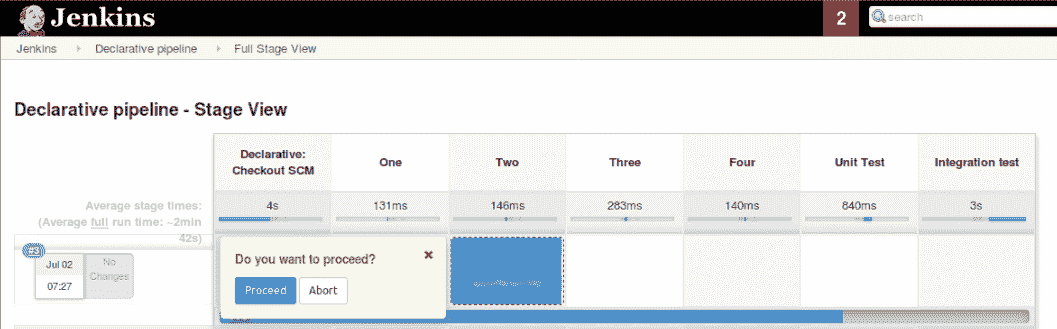 Jenkins
2
search
Jenkins
Declarative pipeline
Full Stage View
Declarative pipeline - Stage View
Declarative:
Checkout SCM
One
Two
Three
Four
Unit Test
Integration test
Average stage times:
(Average full run time: ~2min
42s)
4s
131ms
146ms
283ms
140ms
840ms
3s
#3
Jul 02
07:27
No
Changes
Do you want to proceed?
Proceed
Abort